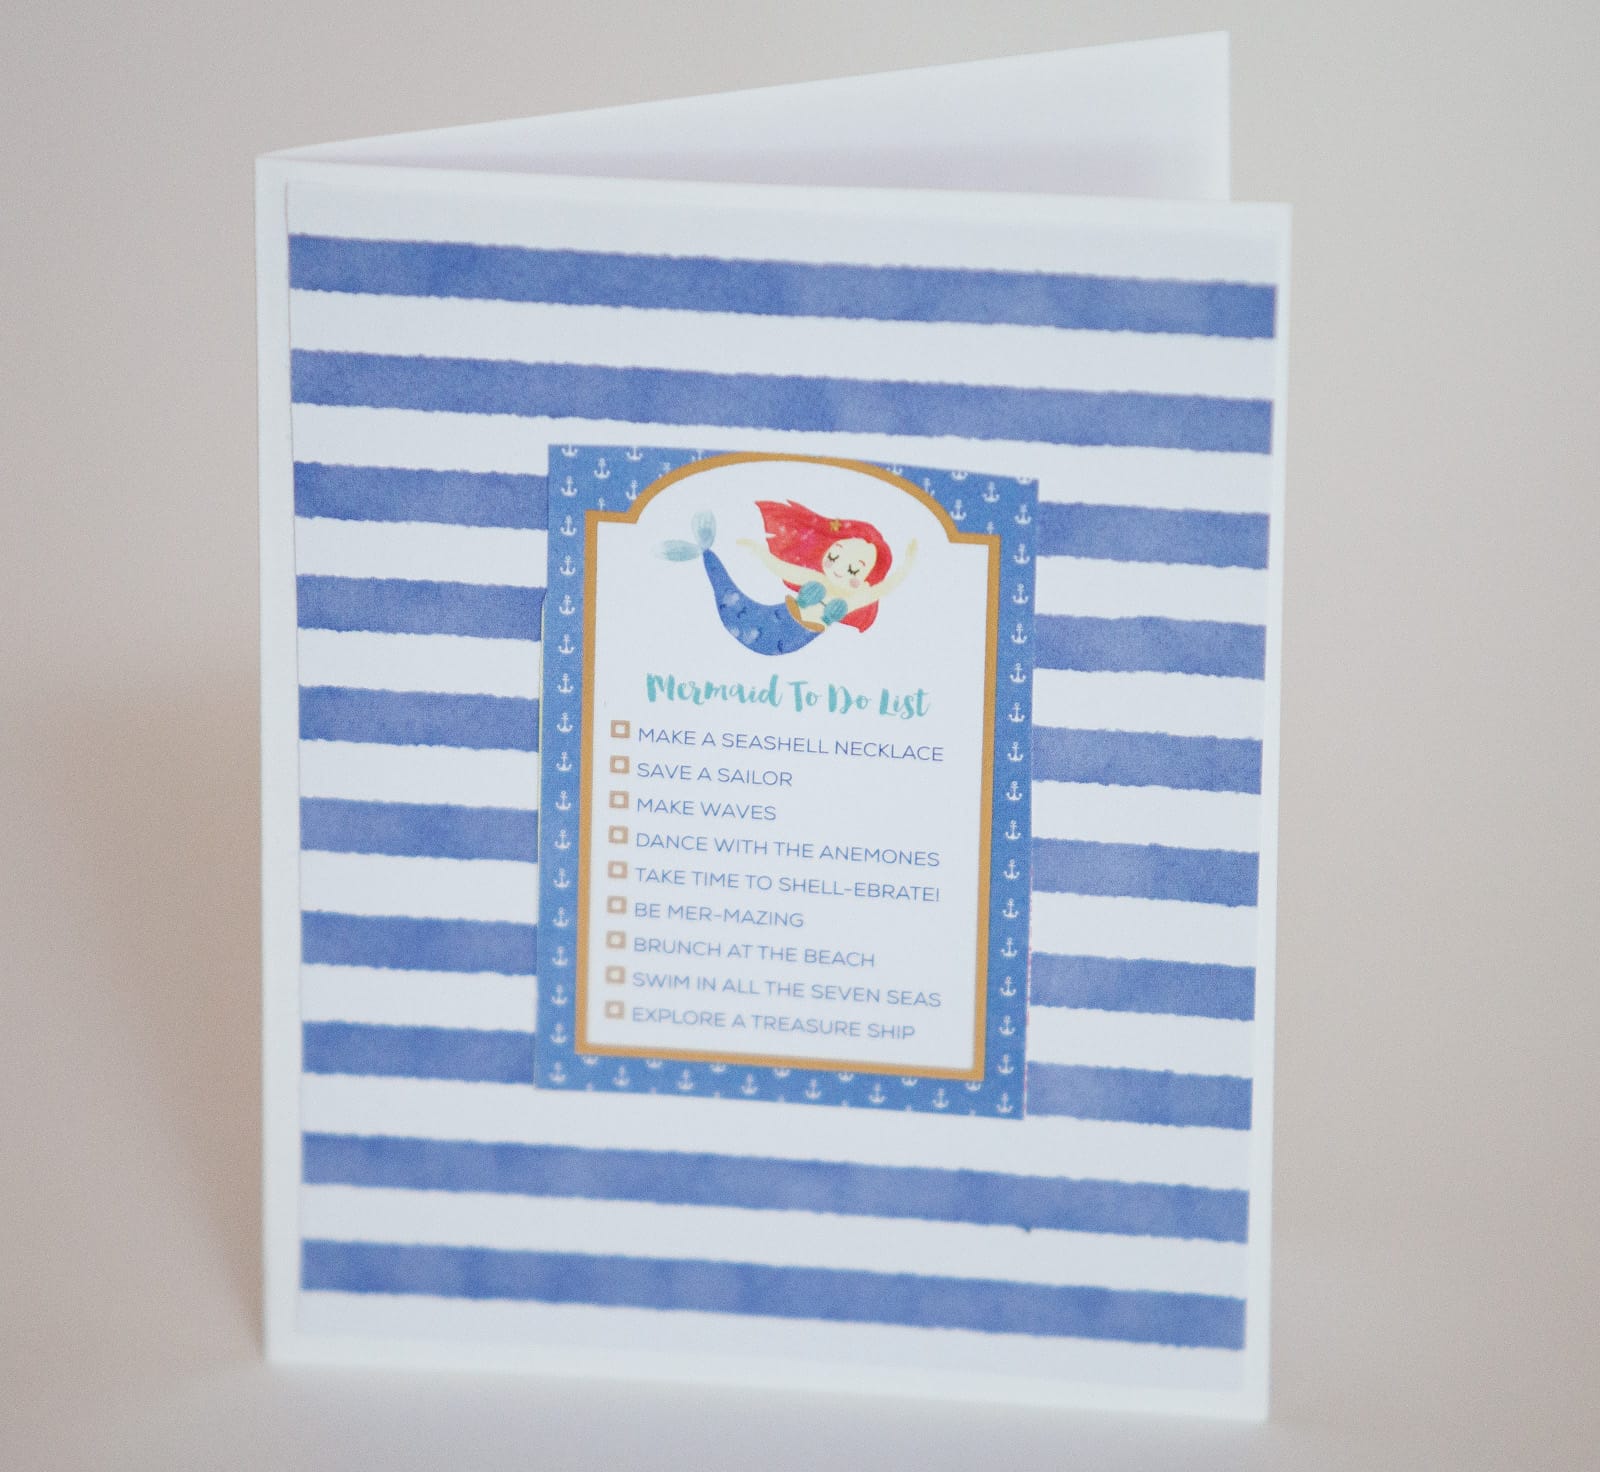 Mermaid To Do List
MAKE A SEASHELL NECKLACE
SAVE A SAILOR
MAKE WAVES
DANCE WITH THE ANEMONES
TAKE TIME TO SHELL-EBRATE!
BE MER-MAZING
BRUNCH AT THE BEACH
SWIM IN ALL THE SEVEN SEAS
EXPLORE A TREASURE SHIP